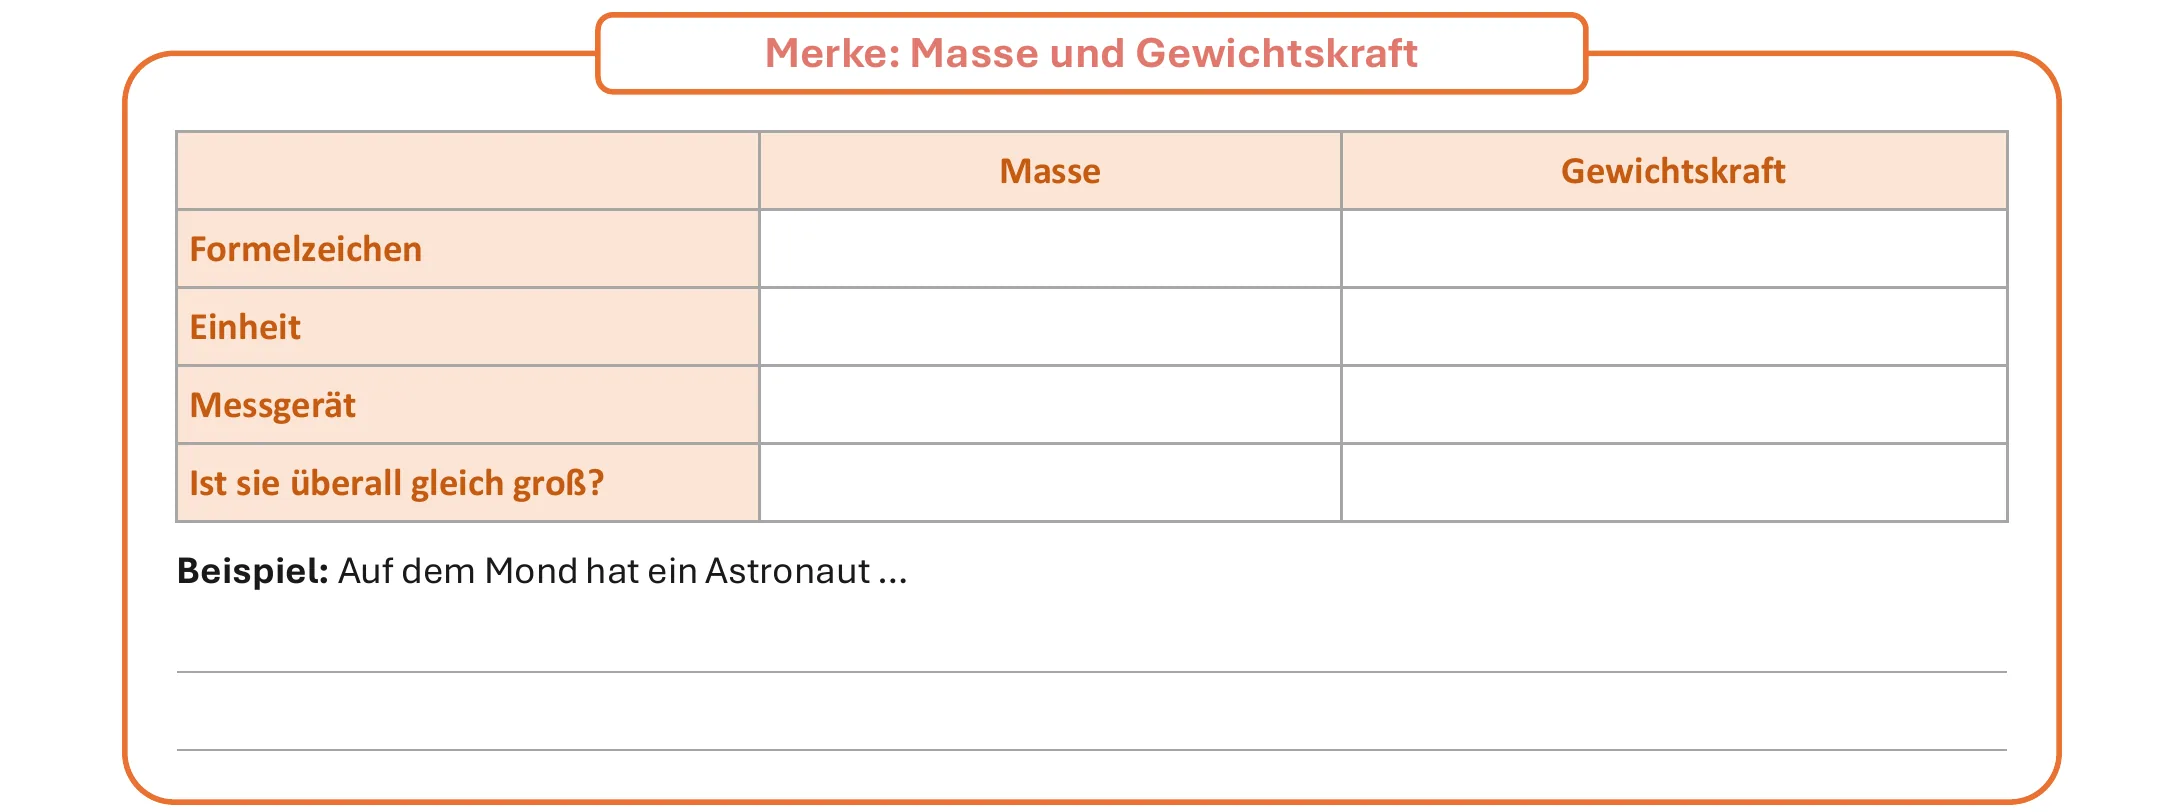 Merke: Masse und Gewichtskraft
Masse Gewichtskraft
Formelzeichen
Einheit
Messgerät
Ist sie überall gleich groß?
Beispiel: Auf dem Mond hat ein Astronaut ...